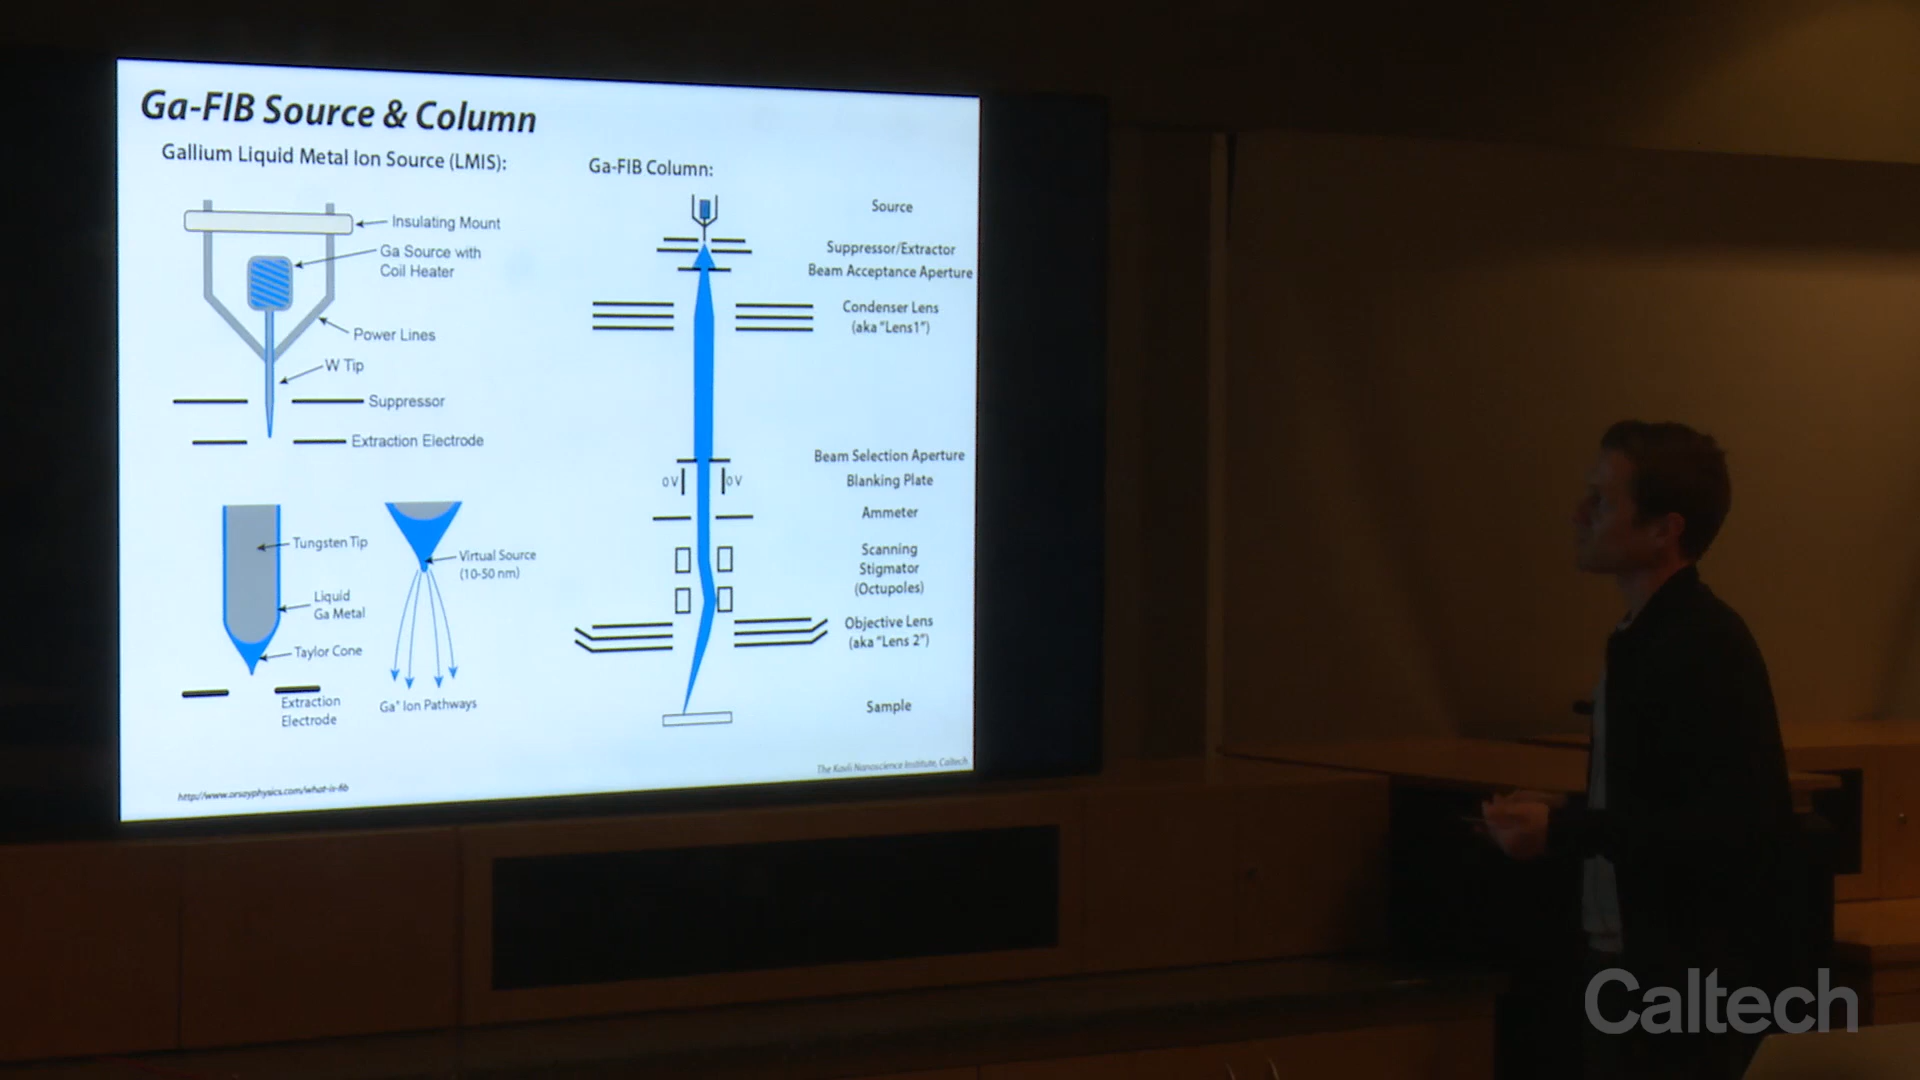 Ga-FIB Source & Column
Gallium Liquid Metal Ion Source (LMIS):
Insulating Mount
Ga Source with
Coil Heater
Power Lines
W Tip
Suppressor
Extraction Electrode
Tungsten Tip
Liquid
Ga Metal
Taylor Cone
Extraction
Electrode
Virtual Source
(10-50 nm)
Ga⁺ Ion Pathways
Ga-FIB Column:
Source
Suppressor/Extractor
Beam Acceptance Aperture
Condenser Lens
(aka "Lens1")
Beam Selection Aperture
0 V
0 V
Blanking Plate
Ammeter
Scanning
Stigmator
(Octupoles)
Objective Lens
(aka "Lens 2")
Sample
The Kavli Nanoscience Institute, Caltech
http://www.orsayphysics.com/what-is-fib
Caltech